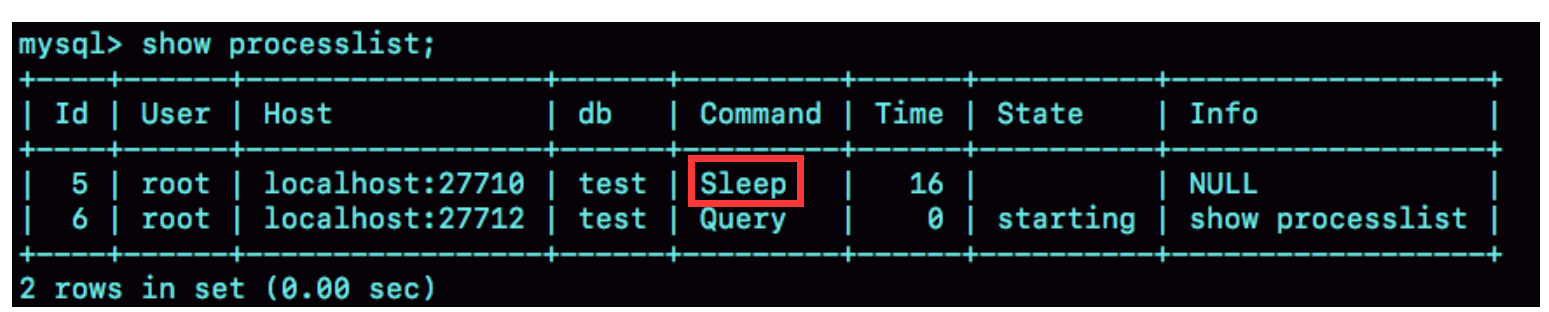 mysql> show processlist;
+----+------+-----------------+------+---------+------+----------+------------------+
| Id | User | Host            | db   | Command | Time | State    | Info             |
+----+------+-----------------+------+---------+------+----------+------------------+
|  5 | root | localhost:27710 | test | Sleep   |   16 |          | NULL             |
|  6 | root | localhost:27712 | test | Query   |    0 | starting | show processlist |
+----+------+-----------------+------+---------+------+----------+------------------+
2 rows in set (0.00 sec)